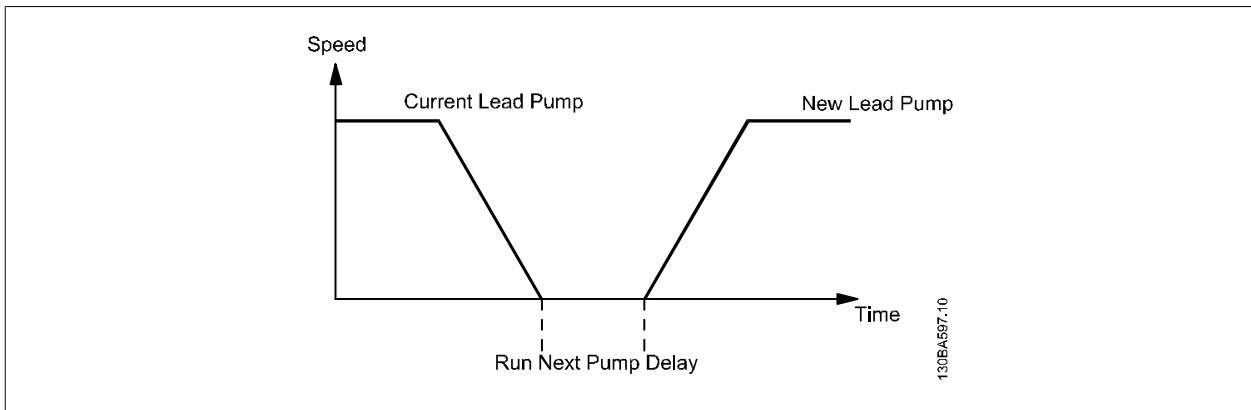 Speed
Current Lead Pump
New Lead Pump
Time
Run Next Pump Delay
130BA597.10